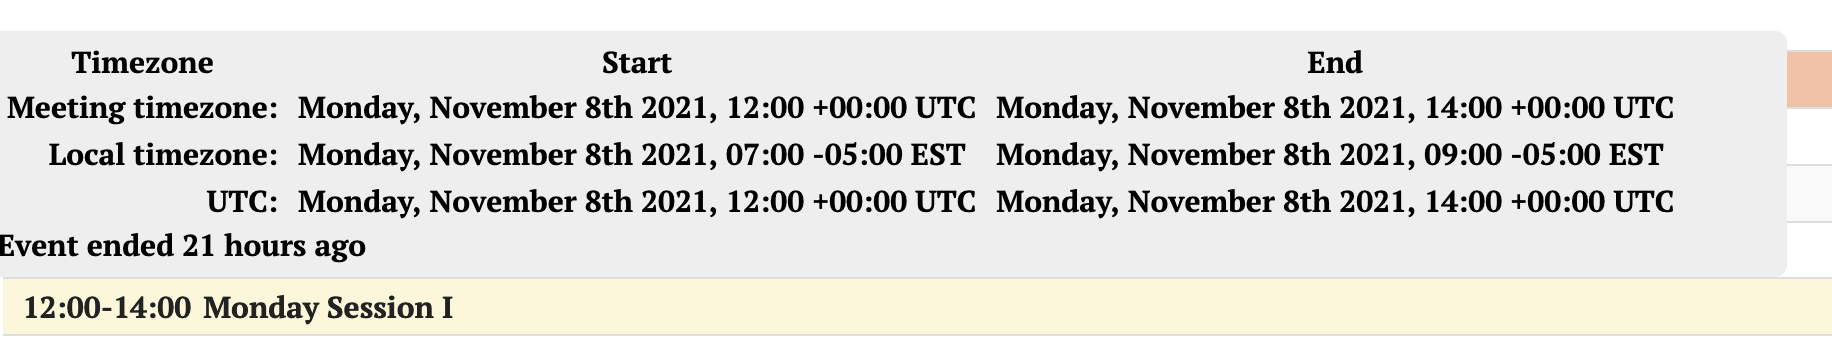 Timezone Start End
Meeting timezone: Monday, November 8th 2021, 12:00 +00:00 UTC Monday, November 8th 2021, 14:00 +00:00 UTC
Local timezone: Monday, November 8th 2021, 07:00 -05:00 EST Monday, November 8th 2021, 09:00 -05:00 EST
UTC: Monday, November 8th 2021, 12:00 +00:00 UTC Monday, November 8th 2021, 14:00 +00:00 UTC
Event ended 21 hours ago
12:00-14:00 Monday Session I